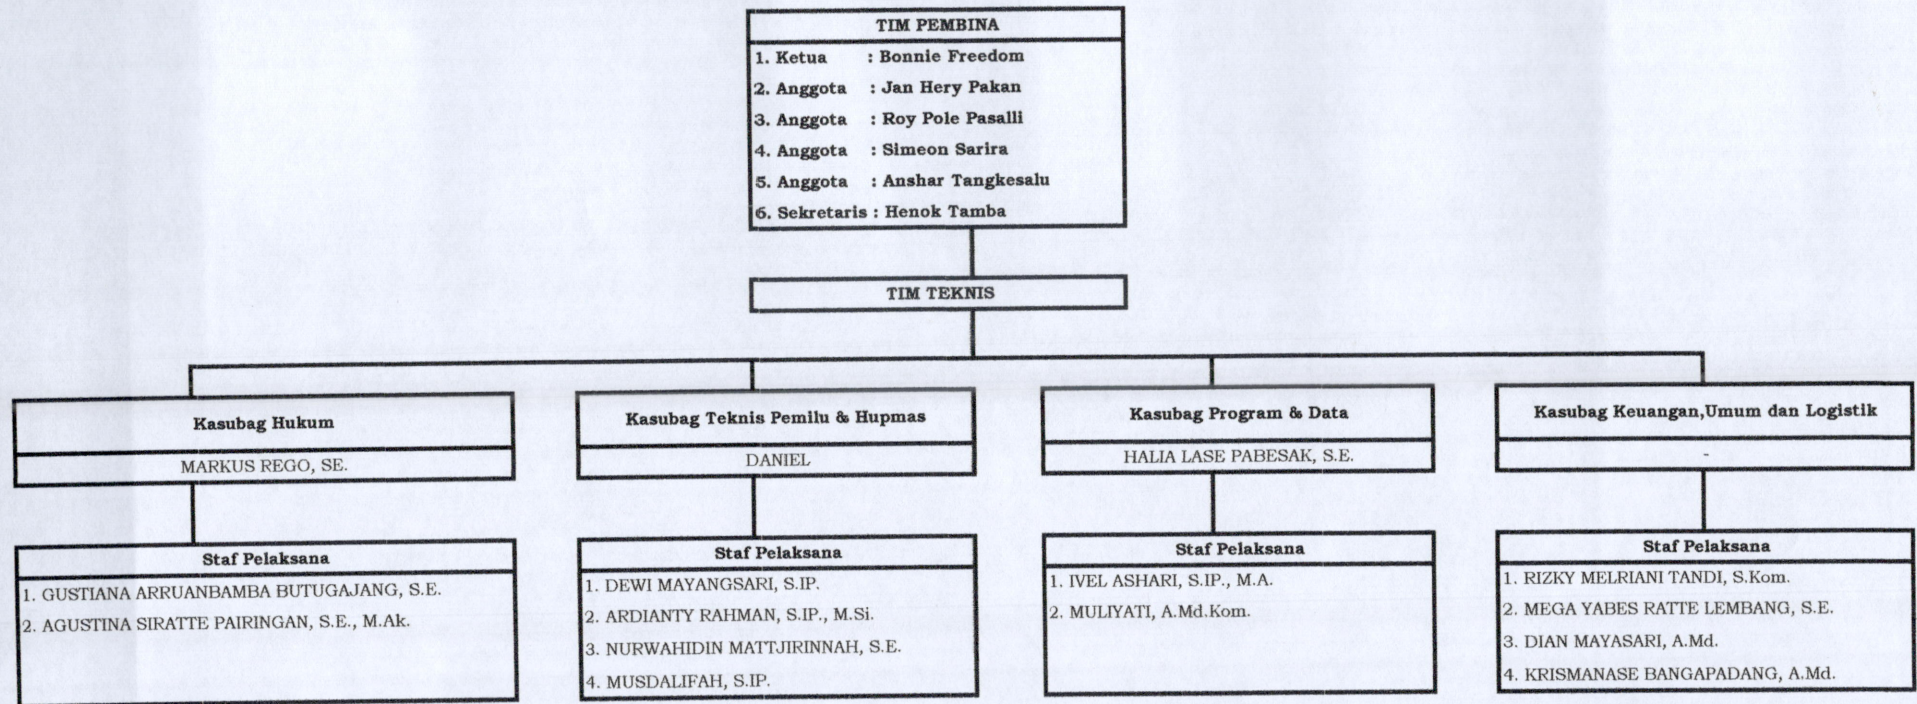 TIM PEMBINA
1. Ketua : Bonnie Freedom
2. Anggota : Jan Hery Pakan
3. Anggota : Roy Pole Pasalli
4. Anggota : Simeon Sarira
5. Anggota : Anshar Tangkesalu
6. Sekretaris : Henok Tamba
TIM TEKNIS
Kasubag Hukum
MARKUS REGO, SE.
Staf Pelaksana
1. GUSTIANA ARRUANBAMBA BUTUGAJANG, S.E.
2. AGUSTINA SIRATTE PAIRINGAN, S.E., M.Ak.
Kasubag Teknis Pemilu & Hupmas
DANIEL
Staf Pelaksana
1. DEWI MAYANGSARI, S.IP.
2. ARDIANTY RAHMAN, S.IP., M.Si.
3. NURWAHIDIN MATTJIRINNAH, S.E.
4. MUSDALIFAH, S.IP.
Kasubag Program & Data
HALIA LASE PABESAK, S.E.
Staf Pelaksana
1. IVEL ASHARI, S.IP., M.A.
2. MULIYATI, A.Md.Kom.
Kasubag Keuangan,Umum dan Logistik
-
Staf Pelaksana
1. RIZKY MELRIANI TANDI, S.Kom.
2. MEGA YABES RATTE LEMBANG, S.E.
3. DIAN MAYASARI, A.Md.
4. KRISMANASE BANGAPADANG, A.Md.